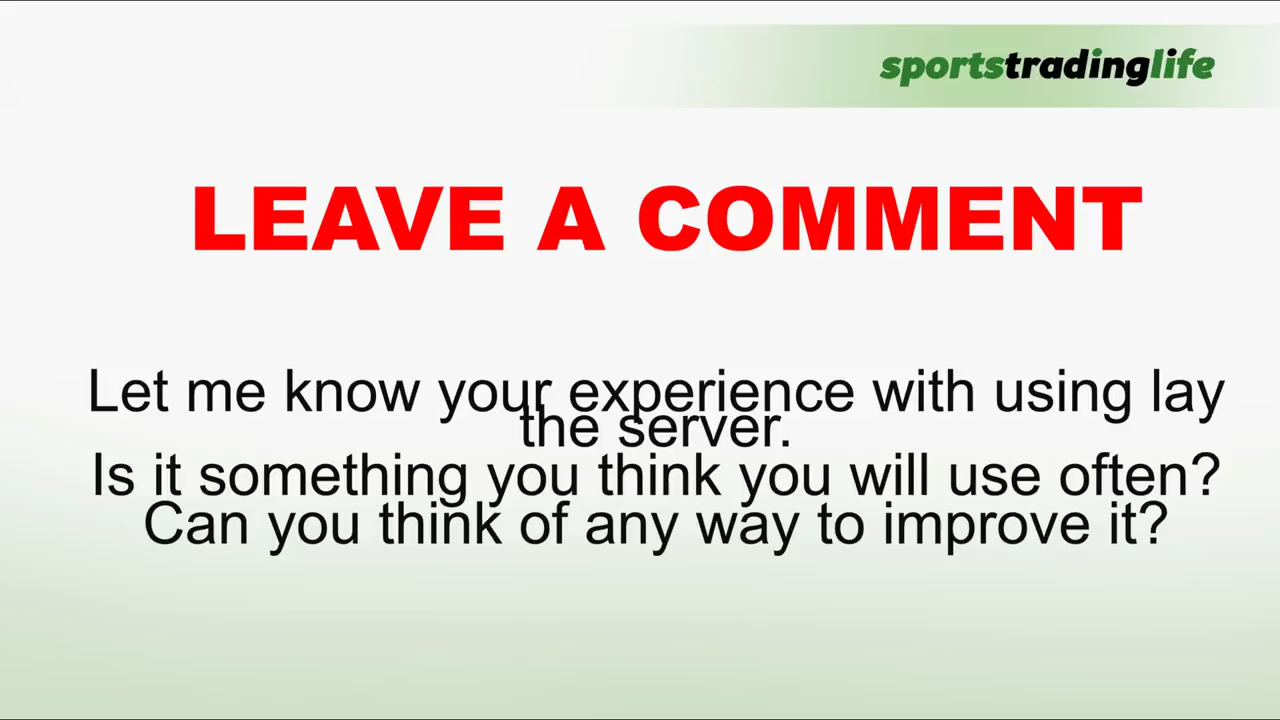 sportstradinglife
LEAVE A COMMENT
Let me know your experience with using lay
the server.
Is it something you think you will use often?
Can you think of any way to improve it?